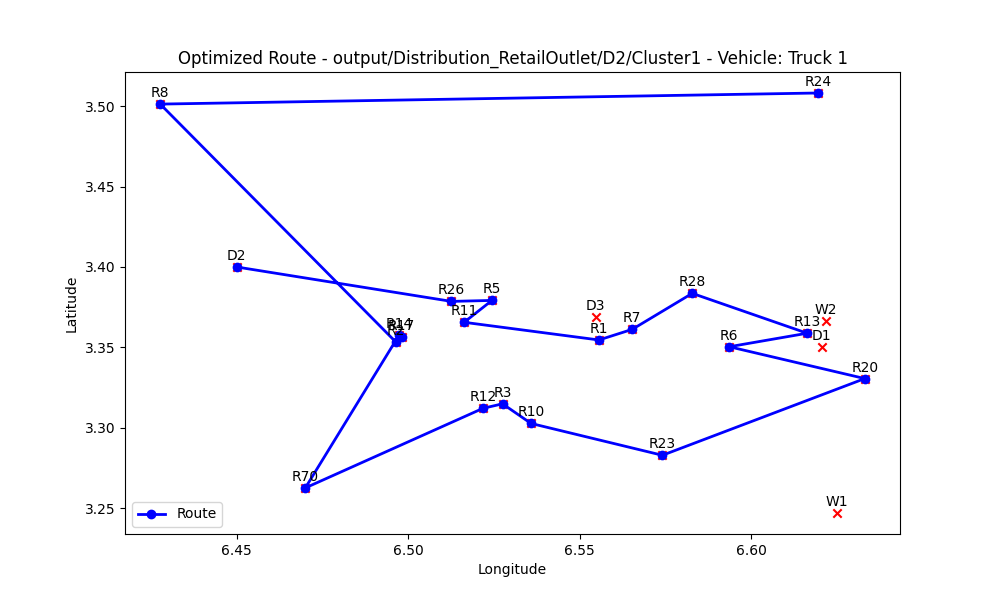 Optimized Route - output/Distribution_RetailOutlet/D2/Cluster1 - Vehicle: Truck 1
R24
R8
3.50
3.45
D2
3.40
R28
R26
R5
D3
W2
R11
R14
R17
R13
R7
R1
D1
R6
3.35
Latitude
R20
R12
R3
R10
3.30
R23
R70
W1
3.25
Route
6.45
6.50
6.55
6.60
Longitude